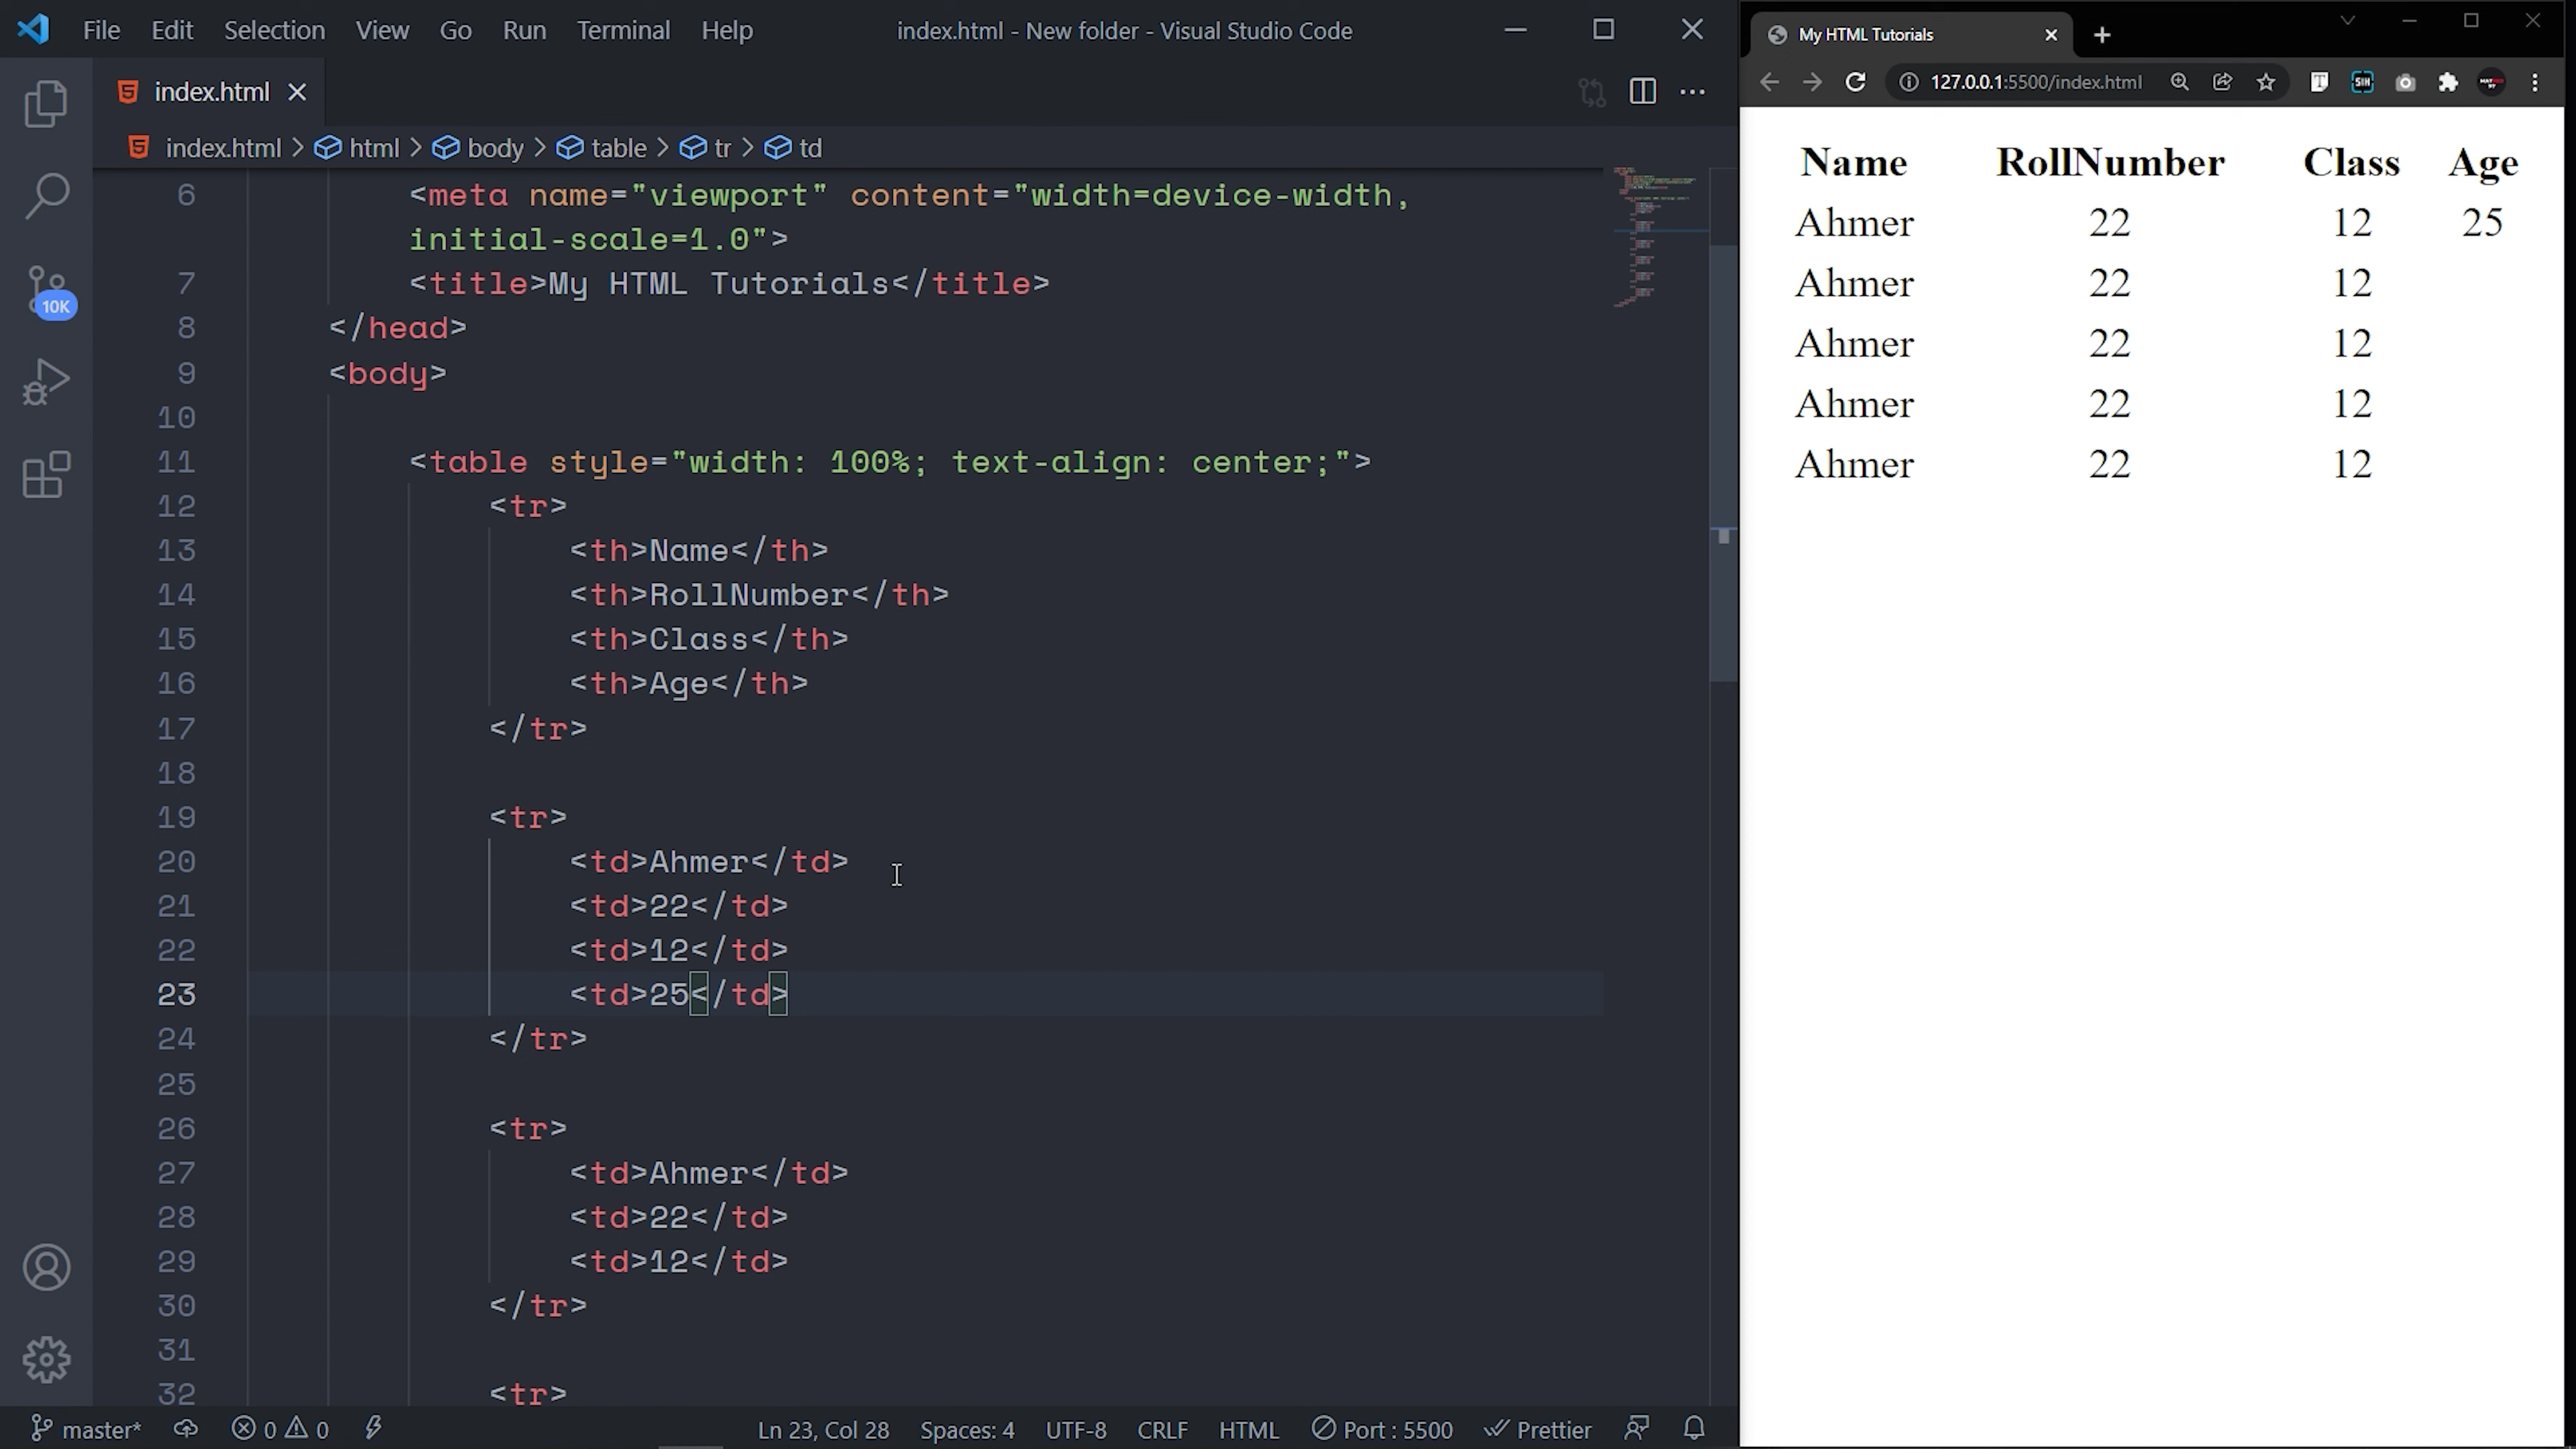 File Edit Selection View Go Run Terminal Help index.html - New folder - Visual Studio Code
index.html
index.html > html > body > table > tr > td
6 <meta name="viewport" content="width=device-width,
initial-scale=1.0">
7 <title>My HTML Tutorials</title>
8 </head>
9 <body>
10
11 <table style="width: 100%; text-align: center;">
12 <tr>
13 <th>Name</th>
14 <th>RollNumber</th>
15 <th>Class</th>
16 <th>Age</th>
17 </tr>
18
19 <tr>
20 <td>Ahmer</td>
21 <td>22</td>
22 <td>12</td>
23 <td>25</td>
24 </tr>
25
26 <tr>
27 <td>Ahmer</td>
28 <td>22</td>
29 <td>12</td>
30 </tr>
31
32 <tr>
10K
master* 0 0 Ln 23, Col 28 Spaces: 4 UTF-8 CRLF HTML Port : 5500 Prettier
My HTML Tutorials
127.0.0.1:5500/index.html
SIH
Name RollNumber Class Age
Ahmer 22 12 25
Ahmer 22 12
Ahmer 22 12
Ahmer 22 12
Ahmer 22 12